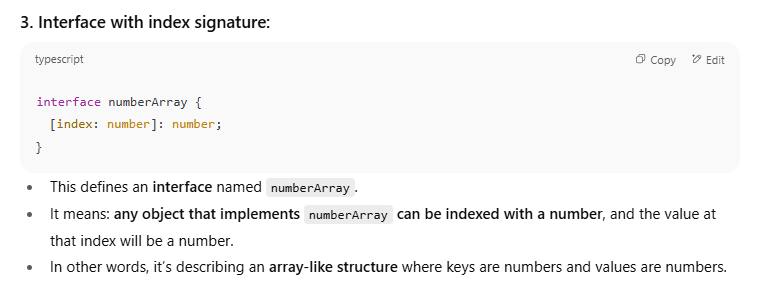 3. Interface with index signature:
typescript
Copy
Edit
interface numberArray {
  [index: number]: number;
}
• This defines an interface named numberArray.
• It means: any object that implements numberArray can be indexed with a number, and the value at
that index will be a number.
• In other words, it's describing an array-like structure where keys are numbers and values are numbers.